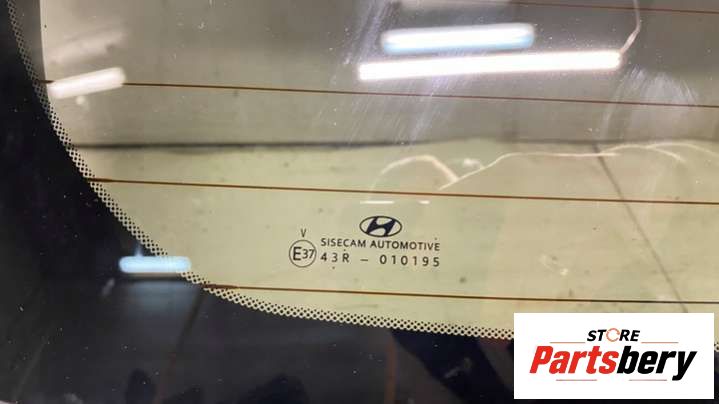 V
SISECAM AUTOMOTIVE
E37 43R - 010195
STORE
Partsbery